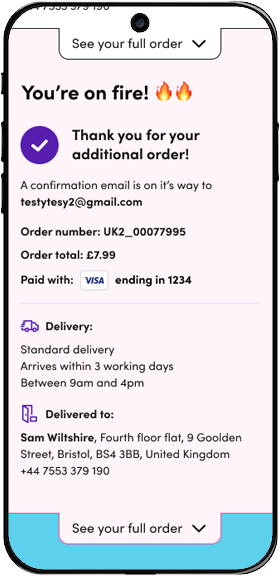 +44 7553 379 190
See your full order
You're on fire! 🔥🔥
Thank you for your
additional order!
A confirmation email is on it's way to
testytesy2@gmail.com
Order number: UK2_00077995
Order total: £7.99
Paid with: VISA ending in 1234
Delivery:
Standard delivery
Arrives within 3 working days
Between 9am and 4pm
Delivered to:
Sam Wiltshire, Fourth floor flat, 9 Goolden
Street, Bristol, BS4 3BB, United Kingdom
+44 7553 379 190
See your full order